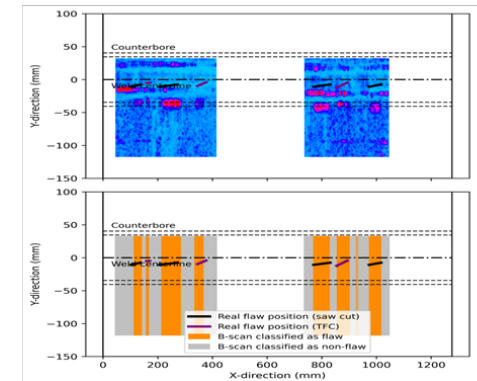 100
Counterbore
50
0
Weld centerline
−50
−100
−150
Y-direction (mm)
100
Counterbore
50
0
Weld centerline
−50
−100
−150
Y-direction (mm)
Real flaw position (saw cut)
Real flaw position (TFC)
B-scan classified as flaw
B-scan classified as non-flaw
0 200 400 600 800 1000 1200
X-direction (mm)